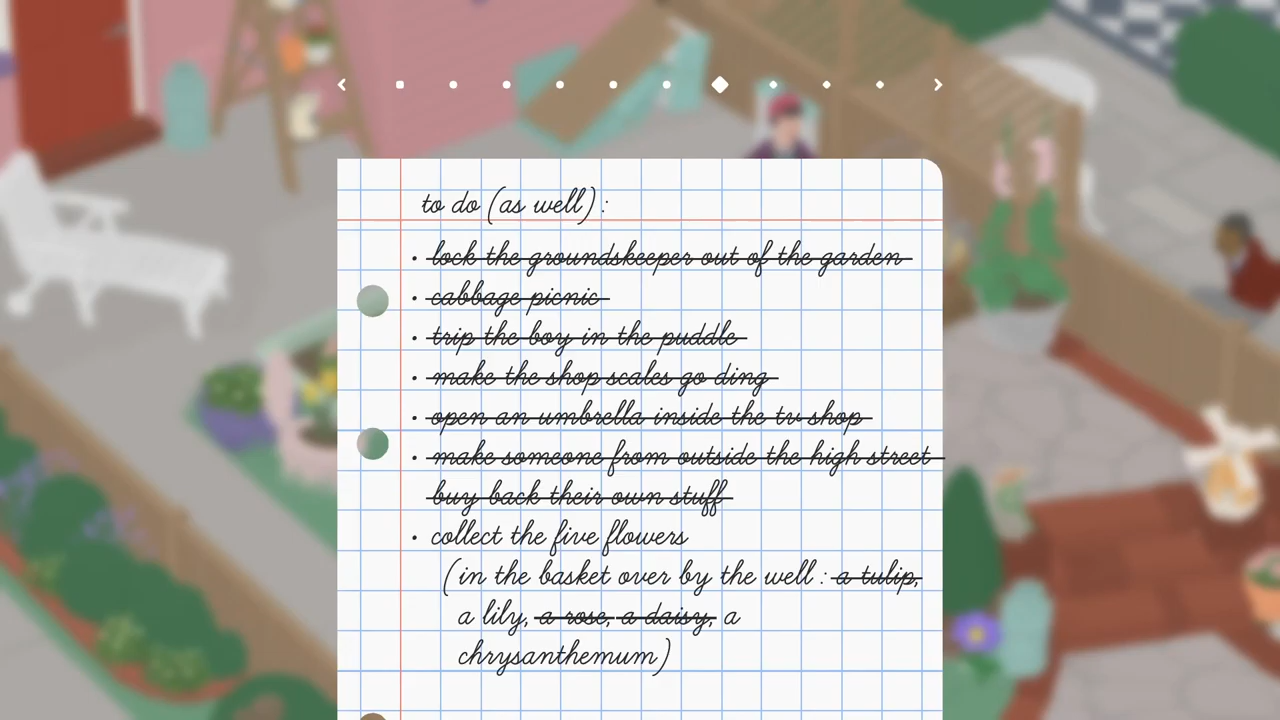 to do (as well) :
• lock the groundskeeper out of the garden
• cabbage picnic
• trip the boy in the puddle
• make the shop scales go ding
• open an umbrella inside the tv shop
• make someone from outside the high street
buy back their own stuff
• collect the five flowers
(in the basket over by the well : a tulip,
a lily, a rose, a daisy, a
chrysanthemum)